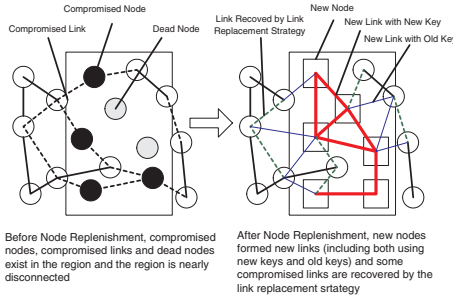 Compromised Node
Compromised Link
Dead Node
New Node
Link Recoved by Link
Replacement Strategy
New Link with New Key
New Link with Old Key
Before Node Replenishment, compromised
nodes, compromised links and dead nodes
exist in the region and the region is nearly
disconnected
After Node Replenishment, new nodes
formed new links (including both using
new keys and old keys) and some
compromised links are recovered by the
link replacement srtategy